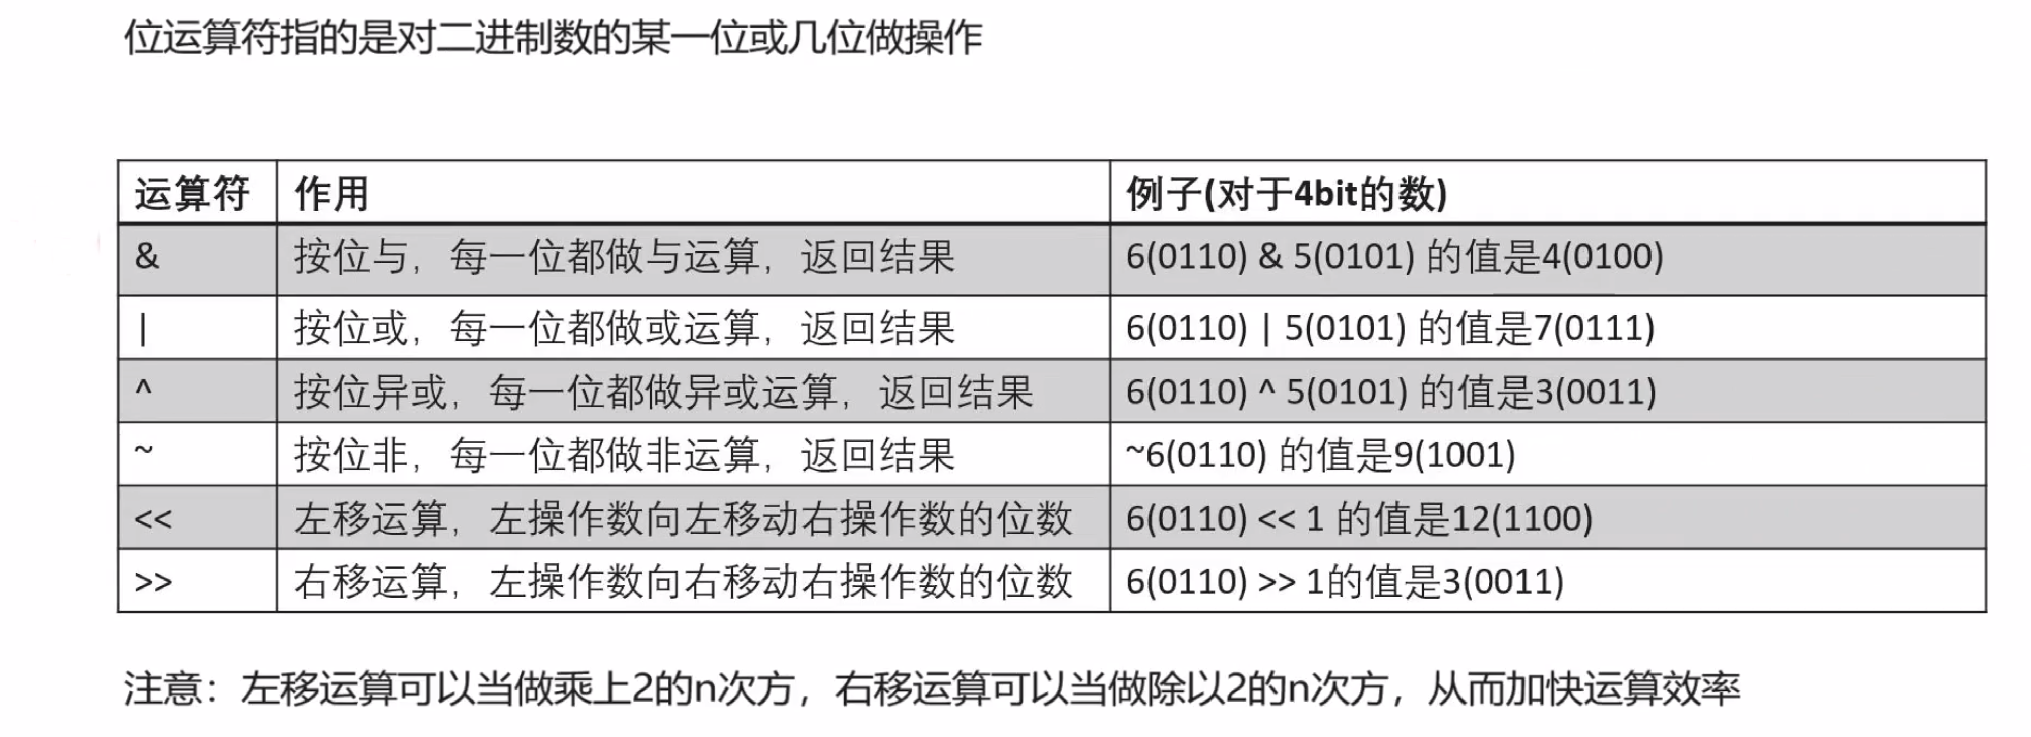 位运算符指的是对二进制数的某一位或几位做操作
运算符 作用 例子(对于4bit的数)
& 按位与，每一位都做与运算，返回结果 6(0110) & 5(0101) 的值是4(0100)
| 按位或，每一位都做或运算，返回结果 6(0110) | 5(0101) 的值是7(0111)
^ 按位异或，每一位都做异或运算，返回结果 6(0110) ^ 5(0101) 的值是3(0011)
~ 按位非，每一位都做非运算，返回结果 ~6(0110) 的值是9(1001)
<< 左移运算，左操作数向左移动右操作数的位数 6(0110) << 1 的值是12(1100)
>> 右移运算，左操作数向右移动右操作数的位数 6(0110) >> 1的值是3(0011)
注意：左移运算可以当做乘上2的n次方，右移运算可以当做除以2的n次方，从而加快运算效率